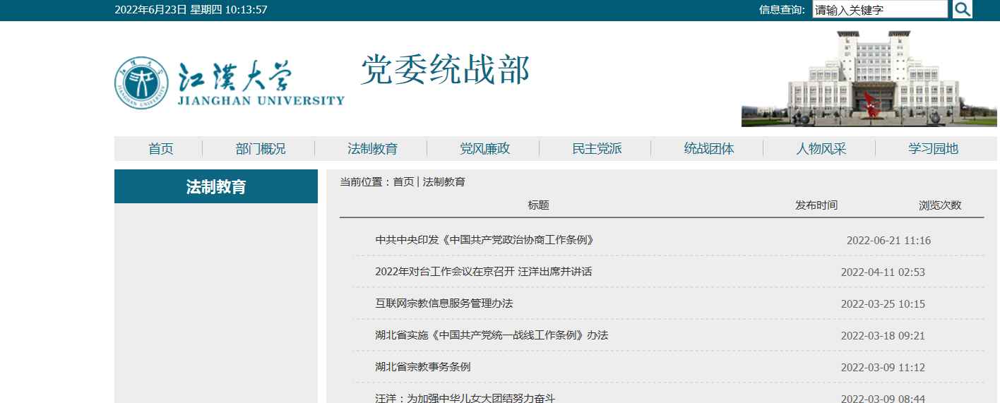 2022年6月23日 星期四 10:13:57
信息查询: 请输入关键字
江漢大学
JIANGHAN UNIVERSITY
党委统战部
首页 部门概况 法制教育 党风廉政 民主党派 统战团体 人物风采 学习园地
法制教育
当前位置：首页 | 法制教育
标题 发布时间 浏览次数
中共中央印发《中国共产党政治协商工作条例》 2022-06-21 11:16
2022年对台工作会议在京召开 汪洋出席并讲话 2022-04-11 02:53
互联网宗教信息服务管理办法 2022-03-25 10:15
湖北省实施《中国共产党统一战线工作条例》办法 2022-03-18 09:21
湖北省宗教事务条例 2022-03-09 11:12
汪洋：为加强中华儿女大团结努力奋斗 2022-03-09 08:44